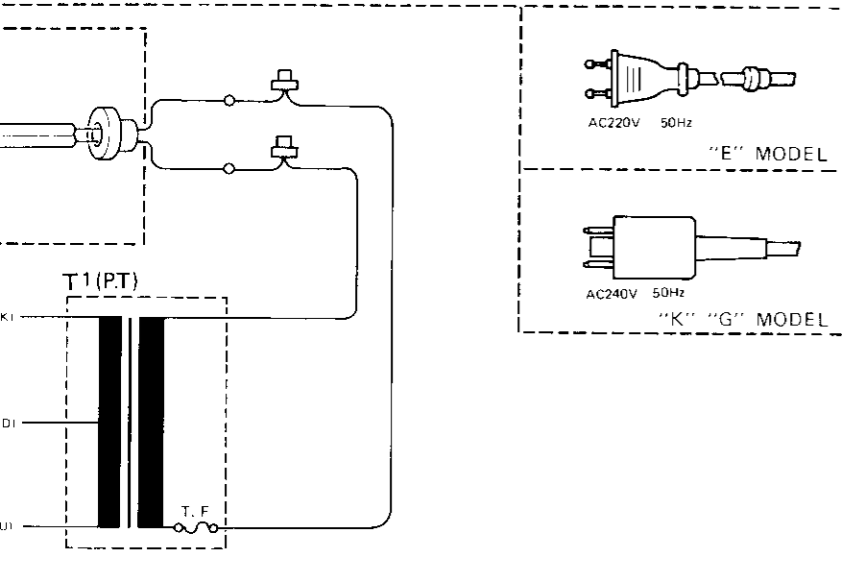 AC220V 50Hz
"E" MODEL
AC240V 50Hz
"K" "G" MODEL
T1(P.T)
T. F